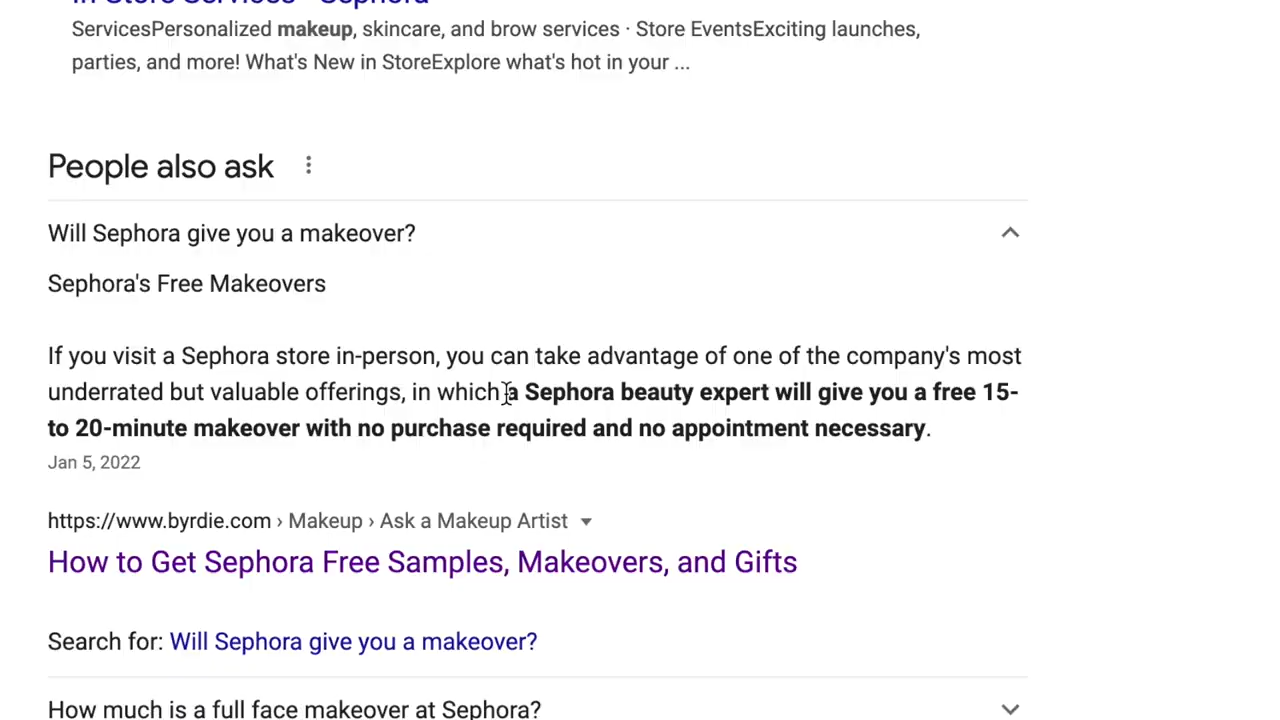 In Store Services - Sephora
ServicesPersonalized makeup, skincare, and brow services · Store EventsExciting launches,
parties, and more! What's New in StoreExplore what's hot in your ...
People also ask
Will Sephora give you a makeover?
Sephora's Free Makeovers
If you visit a Sephora store in-person, you can take advantage of one of the company's most
underrated but valuable offerings, in which a Sephora beauty expert will give you a free 15-
to 20-minute makeover with no purchase required and no appointment necessary.
Jan 5, 2022
https://www.byrdie.com › Makeup › Ask a Makeup Artist
How to Get Sephora Free Samples, Makeovers, and Gifts
Search for: Will Sephora give you a makeover?
How much is a full face makeover at Sephora?